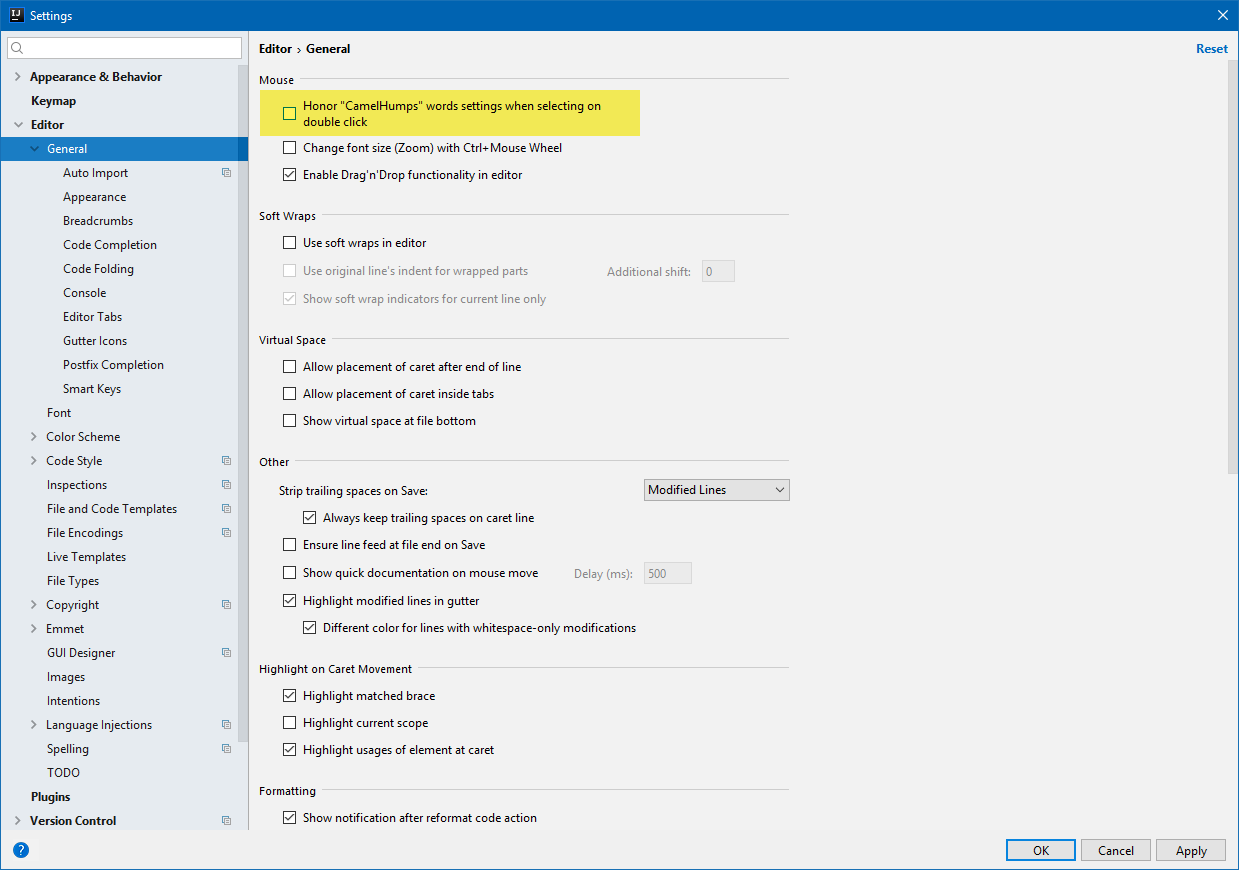 IJ Settings
Appearance & Behavior
Keymap
Editor
General
Auto Import
Appearance
Breadcrumbs
Code Completion
Code Folding
Console
Editor Tabs
Gutter Icons
Postfix Completion
Smart Keys
Font
Color Scheme
Code Style
Inspections
File and Code Templates
File Encodings
Live Templates
File Types
Copyright
Emmet
GUI Designer
Images
Intentions
Language Injections
Spelling
TODO
Plugins
Version Control
Editor › General
Reset
Mouse
Honor "CamelHumps" words settings when selecting on
double click
Change font size (Zoom) with Ctrl+Mouse Wheel
Enable Drag'n'Drop functionality in editor
Soft Wraps
Use soft wraps in editor
Use original line's indent for wrapped parts Additional shift: 0
Show soft wrap indicators for current line only
Virtual Space
Allow placement of caret after end of line
Allow placement of caret inside tabs
Show virtual space at file bottom
Other
Strip trailing spaces on Save: Modified Lines
Always keep trailing spaces on caret line
Ensure line feed at file end on Save
Show quick documentation on mouse move Delay (ms): 500
Highlight modified lines in gutter
Different color for lines with whitespace-only modifications
Highlight on Caret Movement
Highlight matched brace
Highlight current scope
Highlight usages of element at caret
Formatting
Show notification after reformat code action
? OK Cancel Apply